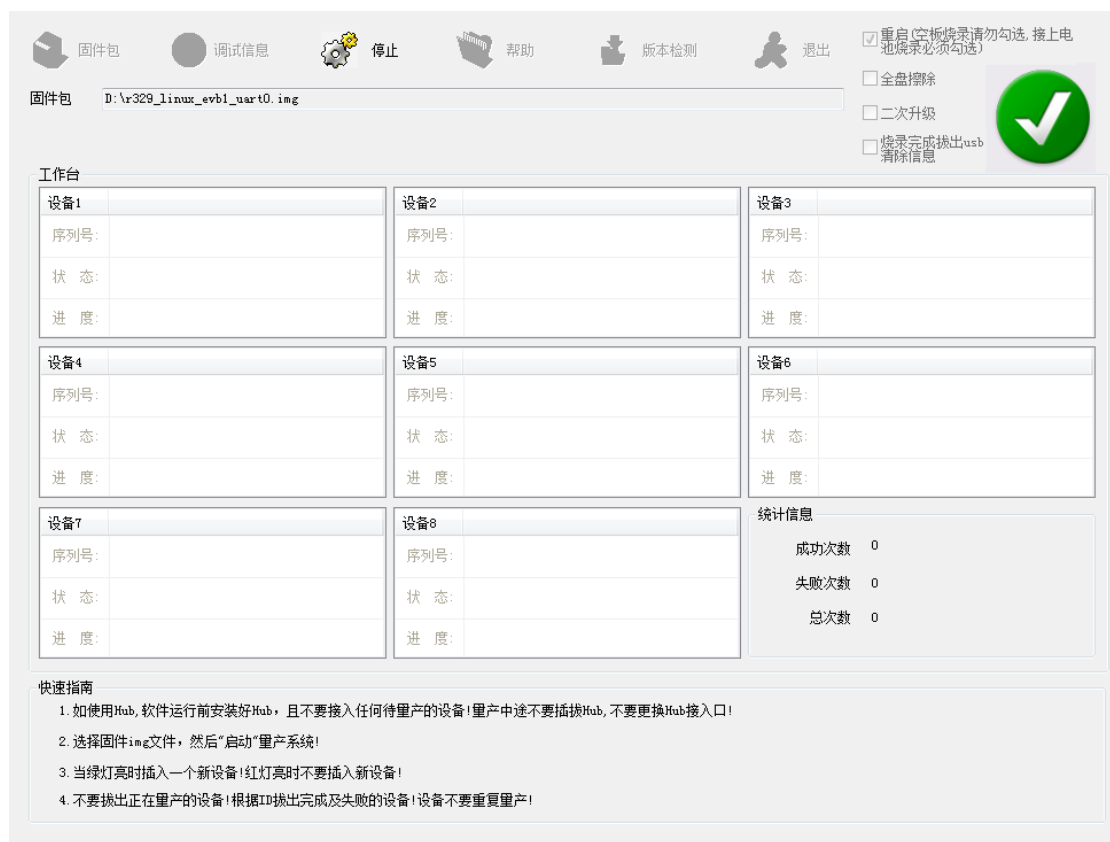 固件包
调试信息
停止
帮助
版本检测
退出
重启(空板烧录请勿勾选,接上电
池烧录必须勾选)
全盘擦除
二次升级
烧录完成拔出usb
清除信息
固件包 D:\r329_linux_evb1_uart0.img
工作台
设备1
序列号:
状 态:
进 度:
设备2
序列号:
状 态:
进 度:
设备3
序列号:
状 态:
进 度:
设备4
序列号:
状 态:
进 度:
设备5
序列号:
状 态:
进 度:
设备6
序列号:
状 态:
进 度:
设备7
序列号:
状 态:
进 度:
设备8
序列号:
状 态:
进 度:
统计信息
成功次数 0
失败次数 0
总次数 0
快速指南
1.如使用Hub,软件运行前安装好Hub，且不要接入任何待量产的设备!量产中途不要插拔Hub,不要更换Hub接入口!
2.选择固件img文件，然后"启动"量产系统!
3.当绿灯亮时插入一个新设备!红灯亮时不要插入新设备!
4.不要拔出正在量产的设备!根据ID拔出完成及失败的设备!设备不要重复量产!